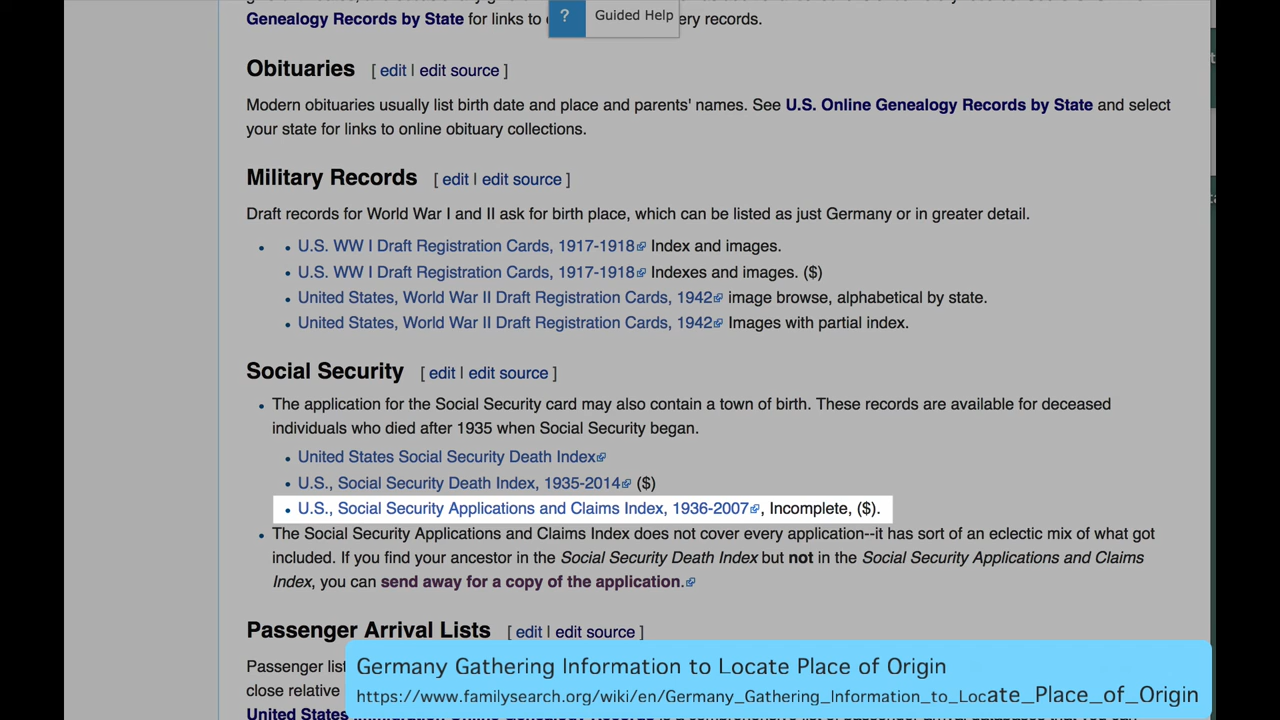 Genealogy Records by State for links to
ery records.
? Guided Help
Obituaries [ edit | edit source ]
Modern obituaries usually list birth date and place and parents' names. See U.S. Online Genealogy Records by State and select
your state for links to online obituary collections.
Military Records [ edit | edit source ]
Draft records for World War I and II ask for birth place, which can be listed as just Germany or in greater detail.
• • U.S. WW I Draft Registration Cards, 1917-1918 Index and images.
• U.S. WW I Draft Registration Cards, 1917-1918 Indexes and images. ($)
• United States, World War II Draft Registration Cards, 1942 image browse, alphabetical by state.
• United States, World War II Draft Registration Cards, 1942 Images with partial index.
Social Security [ edit | edit source ]
• The application for the Social Security card may also contain a town of birth. These records are available for deceased
individuals who died after 1935 when Social Security began.
• United States Social Security Death Index
• U.S., Social Security Death Index, 1935-2014 ($)
• U.S., Social Security Applications and Claims Index, 1936-2007, Incomplete, ($).
• The Social Security Applications and Claims Index does not cover every application--it has sort of an eclectic mix of what got
included. If you find your ancestor in the Social Security Death Index but not in the Social Security Applications and Claims
Index, you can send away for a copy of the application.
Passenger Arrival Lists [ edit | edit source ]
Passenger list
close relative
United States
Germany Gathering Information to Locate Place of Origin
https://www.familysearch.org/wiki/en/Germany_Gathering_Information_to_Locate_Place_of_Origin